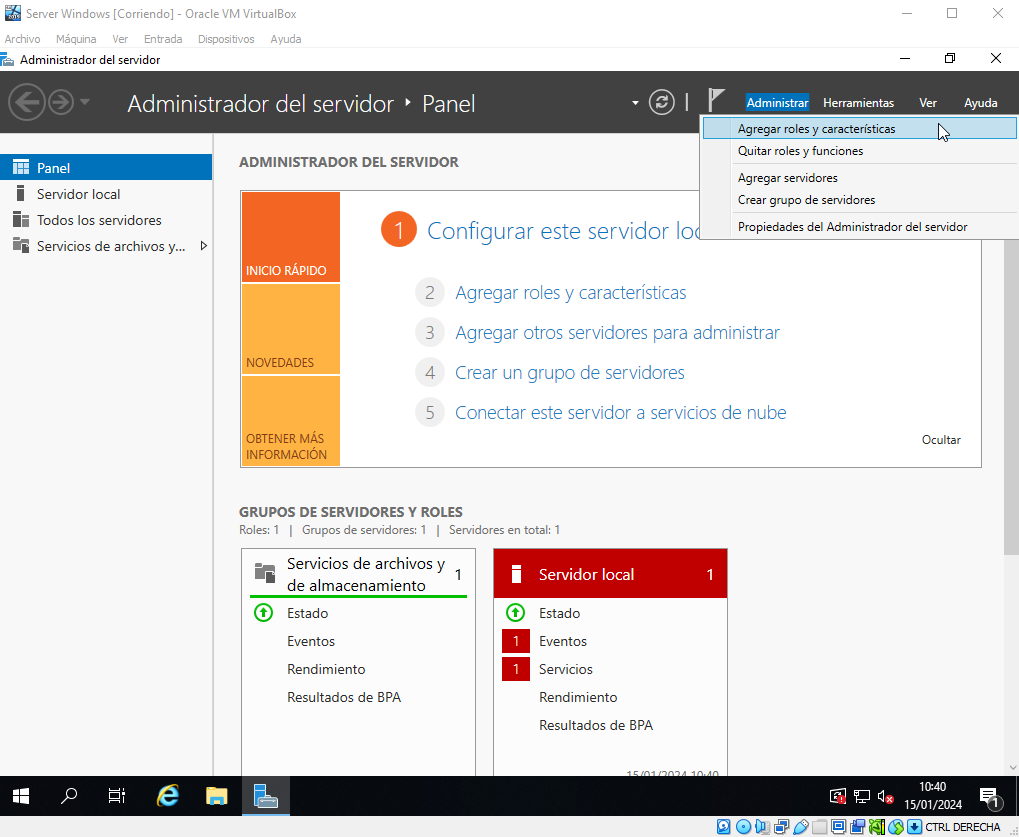 Server Windows [Corriendo] - Oracle VM VirtualBox
Archivo Máquina Ver Entrada Dispositivos Ayuda
Administrador del servidor
Administrador del servidor ‣ Panel
Administrar Herramientas Ver Ayuda
Agregar roles y características
Quitar roles y funciones
Agregar servidores
Crear grupo de servidores
Propiedades del Administrador del servidor
Panel
Servidor local
Todos los servidores
Servicios de archivos y...
ADMINISTRADOR DEL SERVIDOR
INICIO RÁPIDO
NOVEDADES
OBTENER MÁS
INFORMACIÓN
1 Configurar este servidor loc
2 Agregar roles y características
3 Agregar otros servidores para administrar
4 Crear un grupo de servidores
5 Conectar este servidor a servicios de nube
Ocultar
GRUPOS DE SERVIDORES Y ROLES
Roles: 1 | Grupos de servidores: 1 | Servidores en total: 1
Servicios de archivos y
de almacenamiento
1
Estado
Eventos
Rendimiento
Resultados de BPA
Servidor local 1
Estado
1 Eventos
1 Servicios
Rendimiento
Resultados de BPA
15/01/2024 10:40
10:40
15/01/2024
1
CTRL DERECHA